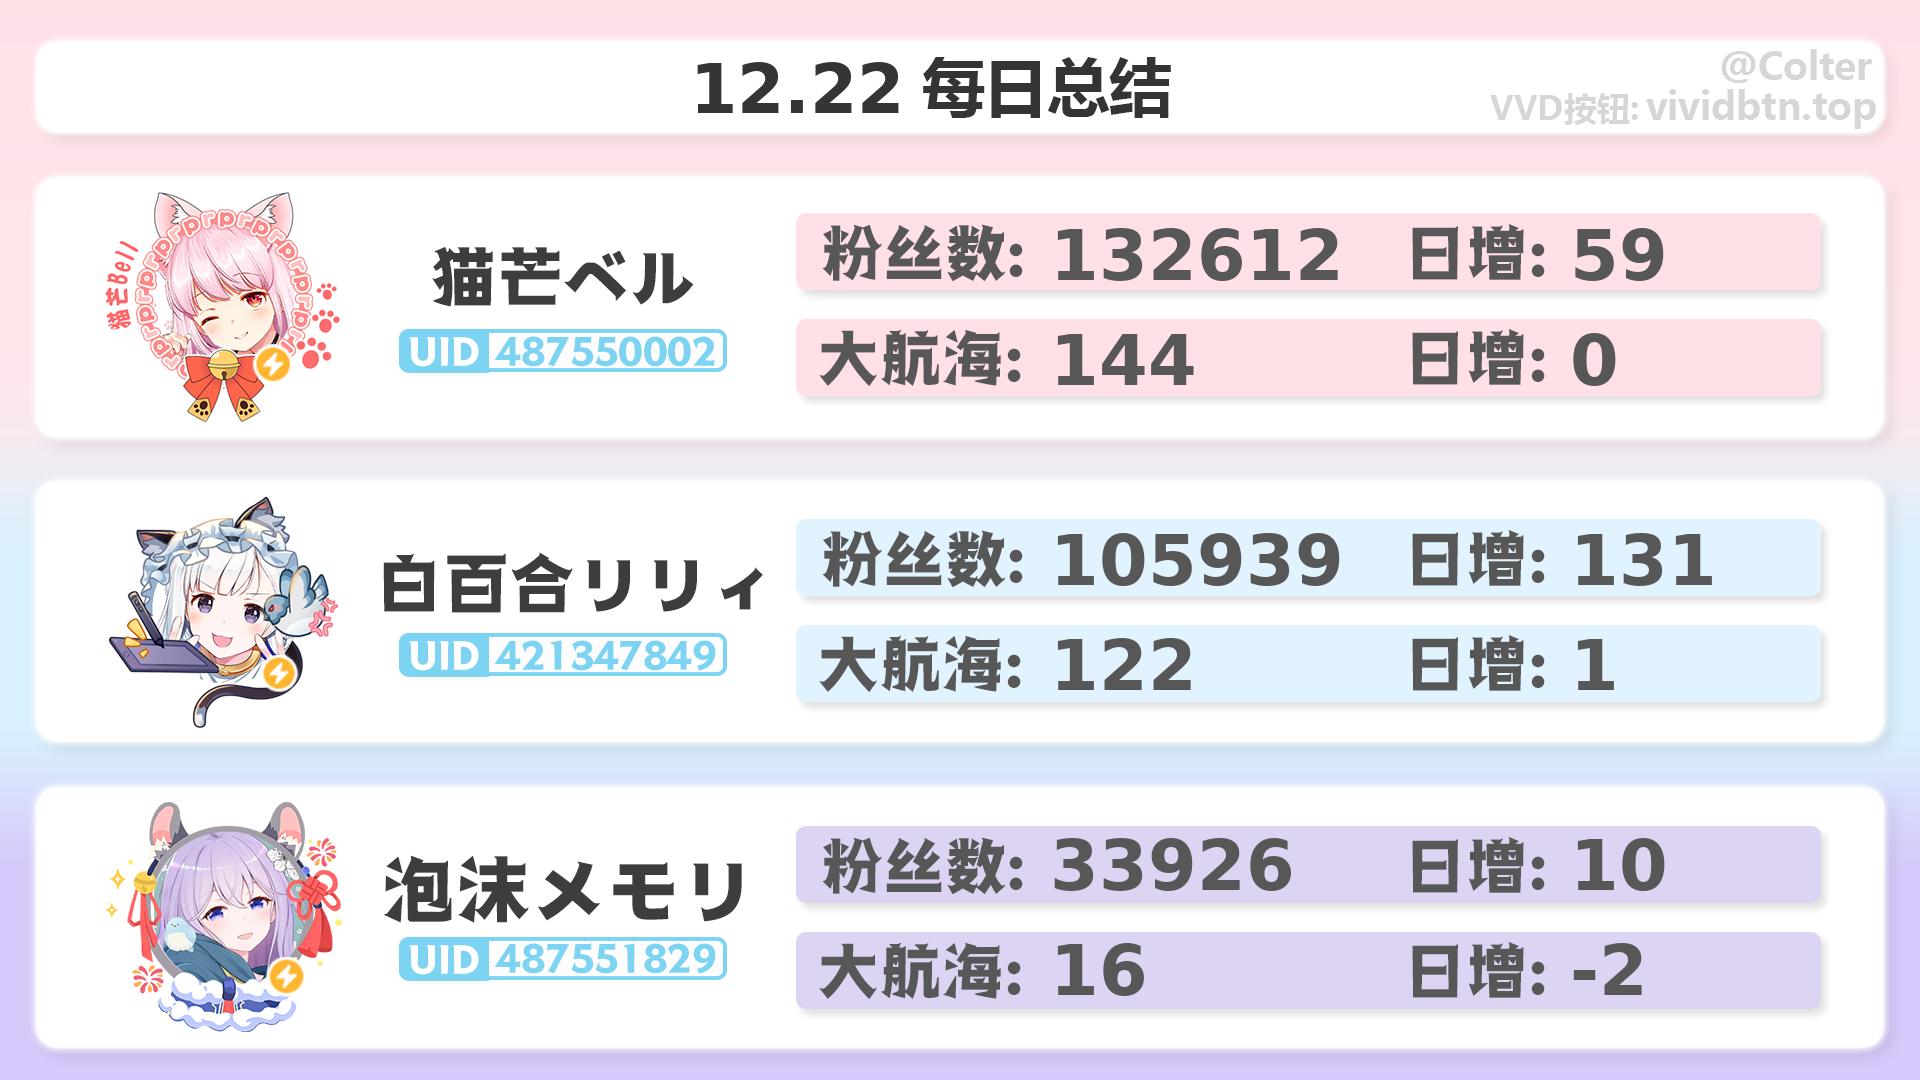 12.22 每日总结
@Colter
VVD按钮: vividbtn.top
猫芒Bell
prprprprprprprpr
猫芒ベル
UID 487550002
粉丝数: 132612 日增: 59
大航海: 144 日增: 0
白百合リリィ
UID 421347849
粉丝数: 105939 日增: 131
大航海: 122 日增: 1
泡沫メモリ
UID 487551829
粉丝数: 33926 日增: 10
大航海: 16 日增: -2